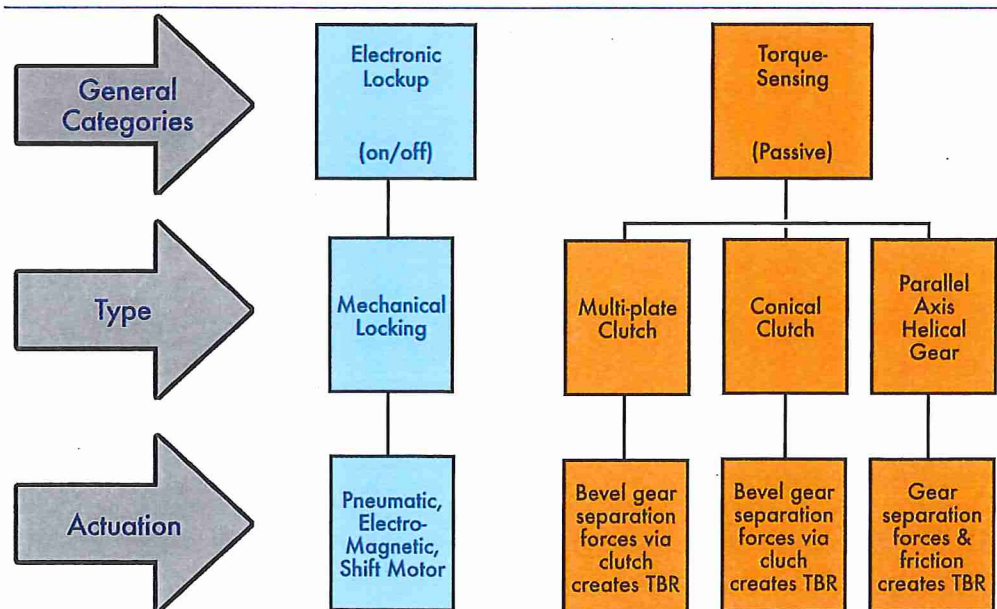 General
Categories
Electronic
Lockup
(on/off)
Torque-
Sensing
(Passive)
Type
Mechanical
Locking
Multi-plate
Clutch
Conical
Clutch
Parallel
Axis
Helical
Gear
Actuation
Pneumatic,
Electro-
Magnetic,
Shift Motor
Bevel gear
separation
forces via
clutch
creates TBR
Bevel gear
separation
forces via
cluch
creates TBR
Gear
separation
forces &
friction
creates TBR